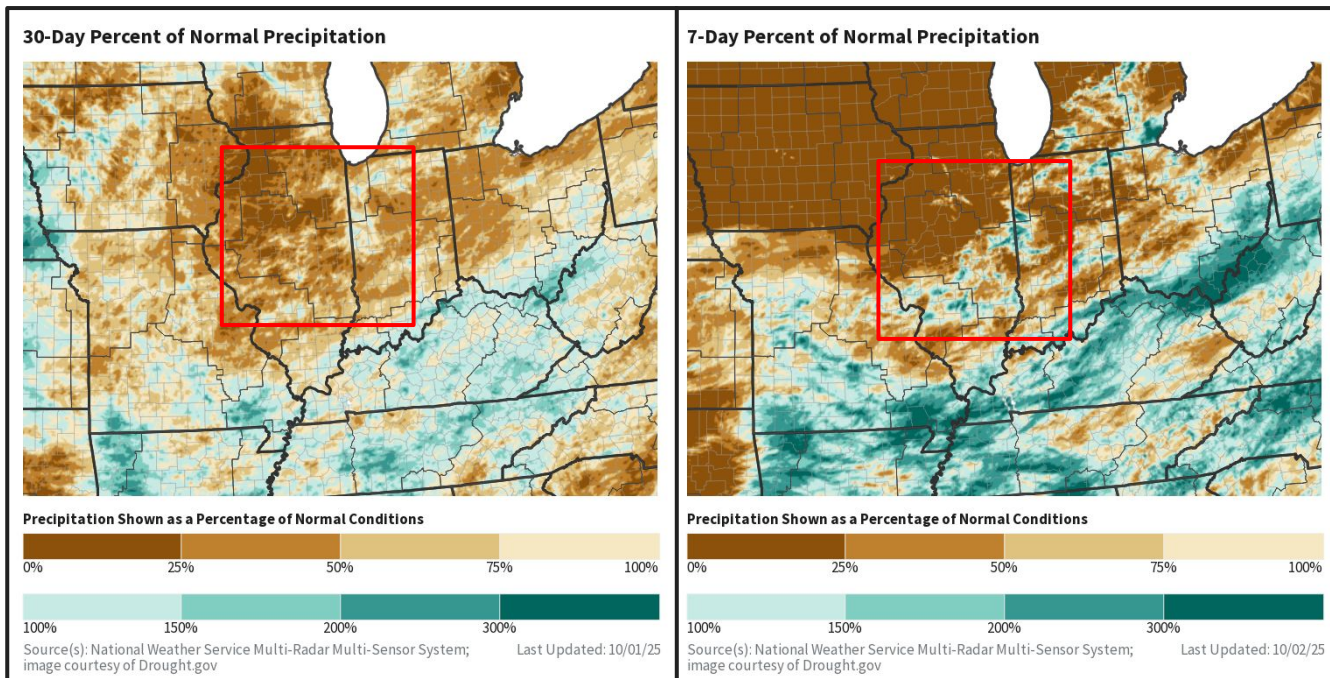 30-Day Percent of Normal Precipitation
Precipitation Shown as a Percentage of Normal Conditions
0% 25% 50% 75% 100%
100% 150% 200% 300%
Source(s): National Weather Service Multi-Radar Multi-Sensor System; Last Updated: 10/01/25
image courtesy of Drought.gov
7-Day Percent of Normal Precipitation
Precipitation Shown as a Percentage of Normal Conditions
0% 25% 50% 75% 100%
100% 150% 200% 300%
Source(s): National Weather Service Multi-Radar Multi-Sensor System; Last Updated: 10/02/25
image courtesy of Drought.gov